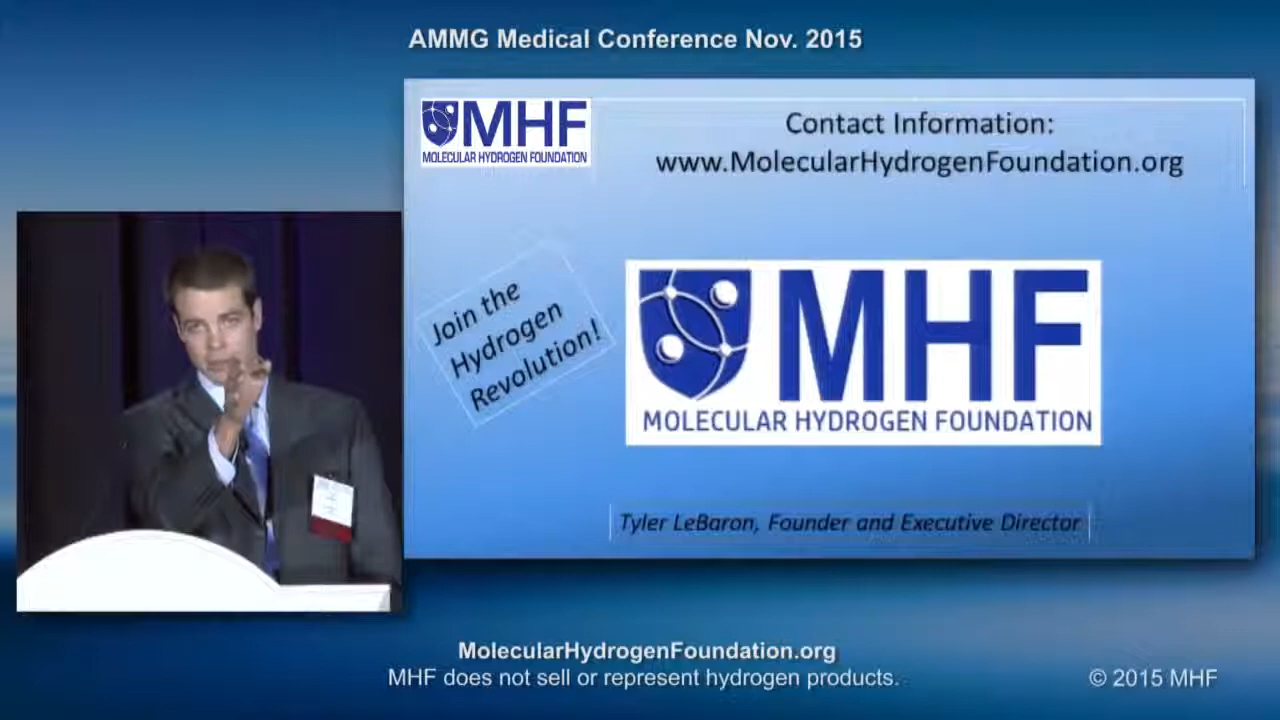 AMMG Medical Conference Nov. 2015
MHF
MOLECULAR HYDROGEN FOUNDATION
Contact Information:
www.MolecularHydrogenFoundation.org
Join the
Hydrogen
Revolution!
MHF
MOLECULAR HYDROGEN FOUNDATION
Tyler LeBaron, Founder and Executive Director
MolecularHydrogenFoundation.org
MHF does not sell or represent hydrogen products.
© 2015 MHF